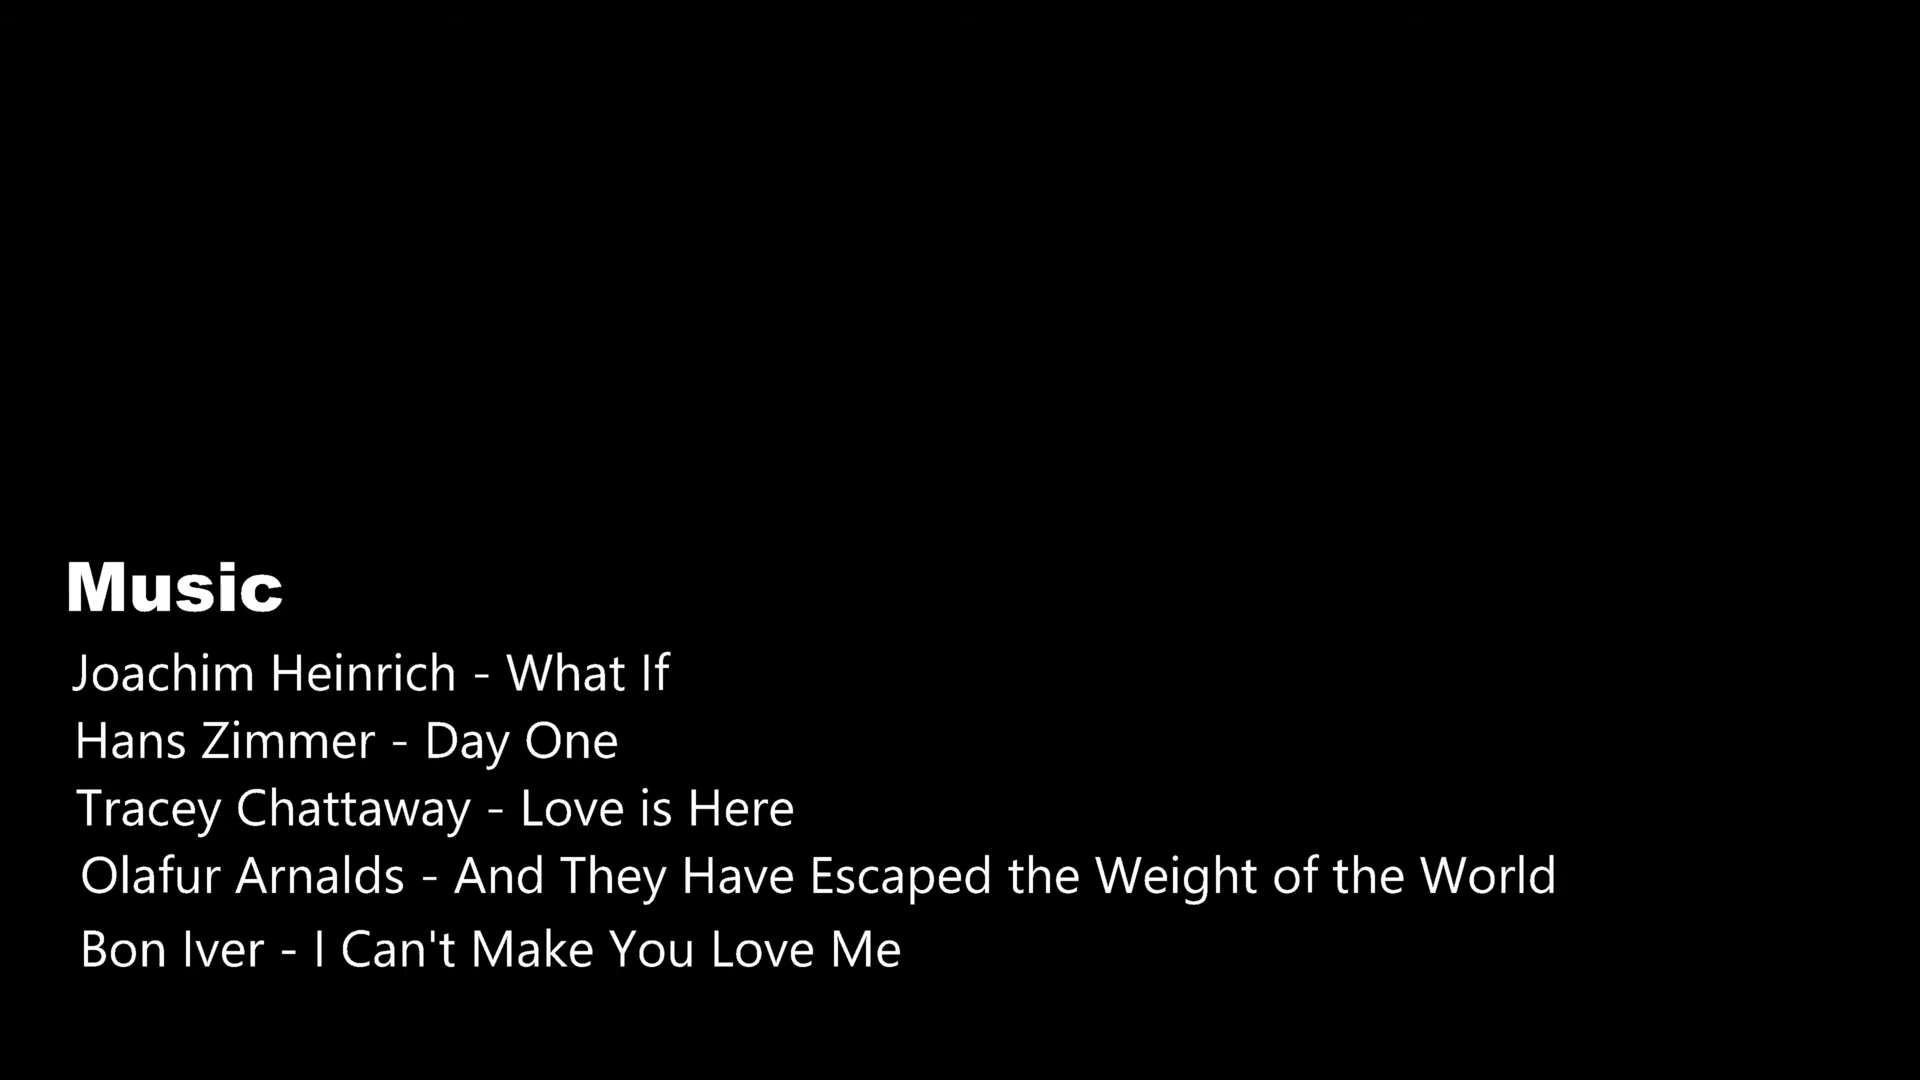 Music
Joachim Heinrich - What If
Hans Zimmer - Day One
Tracey Chattaway - Love is Here
Olafur Arnalds - And They Have Escaped the Weight of the World
Bon Iver - I Can't Make You Love Me